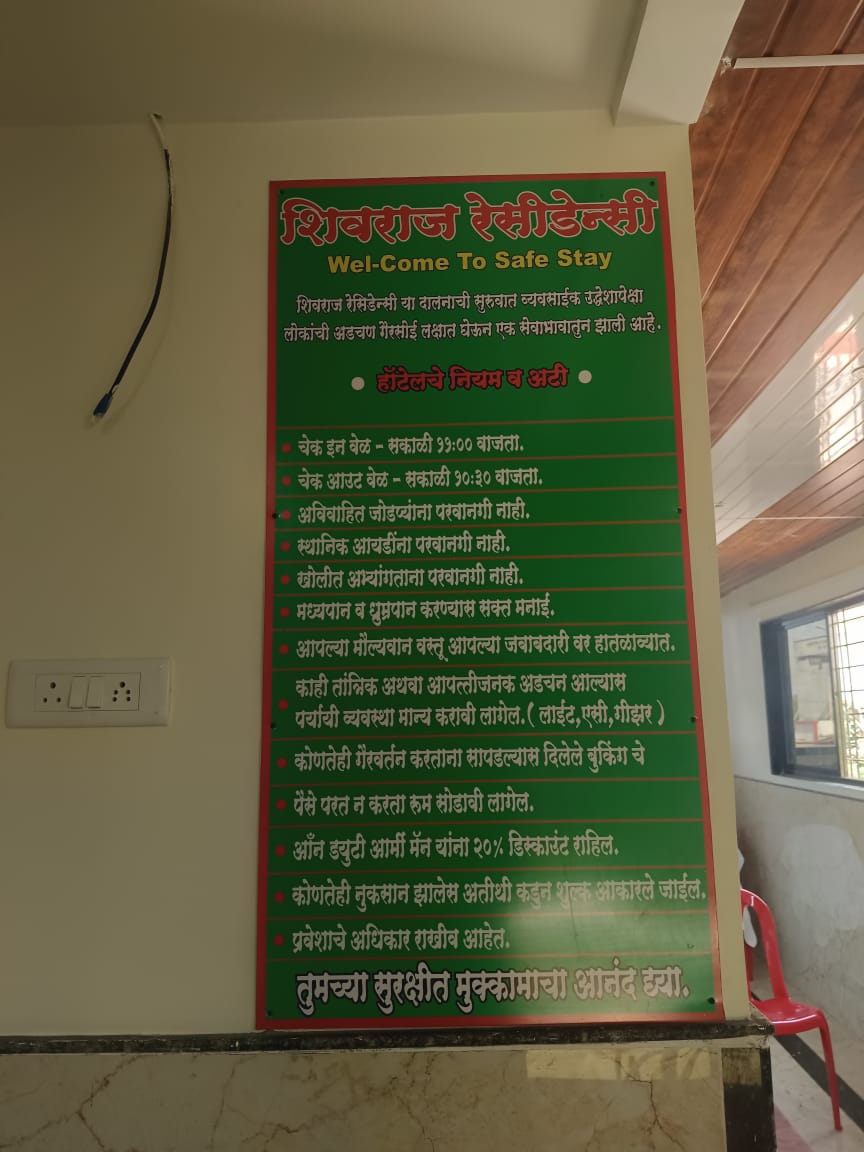 शिवराज रेसीडेन्सी
Wel-Come To Safe Stay
शिवराज रेसिडेन्सी या दालनाची सुरुवात व्यवसाईक उद्देशापेक्षा
लोकांची अडचण गैरसोई लक्षात घेऊन एक सेवाभावातुन झाली आहे.
हॉटेलचे नियम व अटी
चेक इन वेळ - सकाळी ११:०० वाजता.
चेक आउट वेळ - सकाळी १०:३० वाजता.
अविवाहित जोडप्यांना परवानगी नाही.
स्थानिक आयडींना परवानगी नाही.
खोलीत अभ्यांगताना परवानगी नाही.
मध्यपान व धुम्रपान करण्यास सक्त मनाई.
आपल्या मौल्यवान वस्तू आपल्या जवाबदारी वर हाताळाव्यात.
काही तांत्रिक अथवा आपत्तीजनक अडचन आल्यास
पर्यायी व्यवस्था मान्य करावी लागेल.( लाईट,एसी,गीझर )
कोणतेही गैरवर्तन करताना सापडल्यास दिलेले बुकिंग चे
पैसे परत न करता रूम सोडावी लागेल.
ऑन ड्युटी आर्मी मॅन यांना २०% डिस्काउंट राहिल.
कोणतेही नुकसान झालेस अतीथी कडुन शुल्क आकारले जाईल.
प्रवेशाचे अधिकार राखीव आहेत.
तुमच्या सुरक्षीत मुक्कामाचा आनंद घ्या.